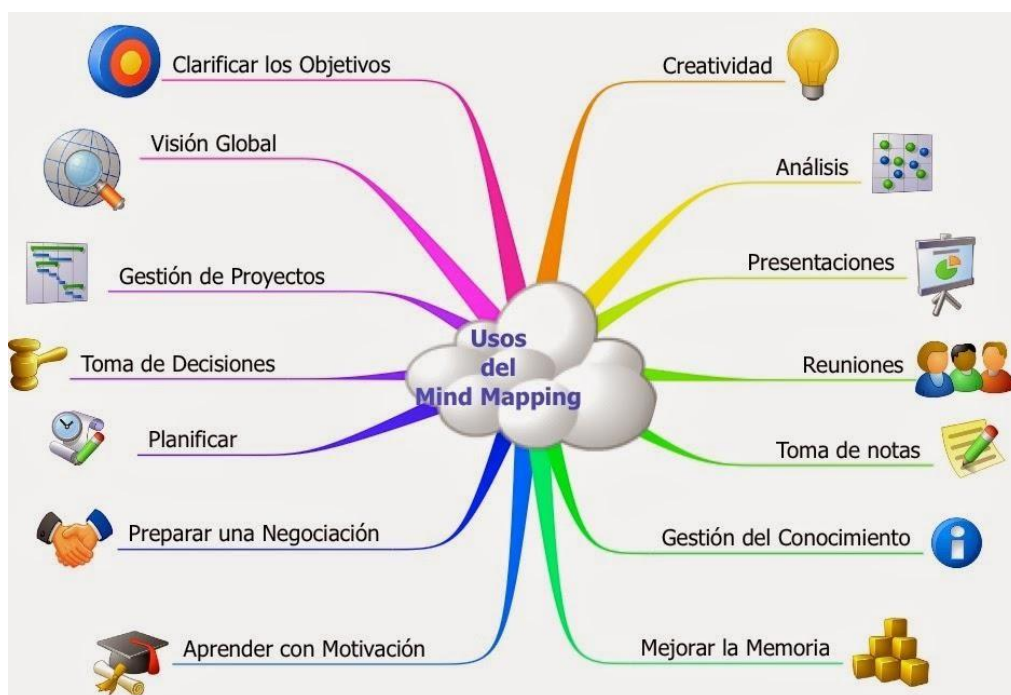 Usos
del
Mind Mapping
Creatividad
Análisis
Presentaciones
Reuniones
Toma de notas
Gestión del Conocimiento
Mejorar la Memoria
Aprender con Motivación
Preparar una Negociación
Planificar
Toma de Decisiones
Gestión de Proyectos
Visión Global
Clarificar los Objetivos